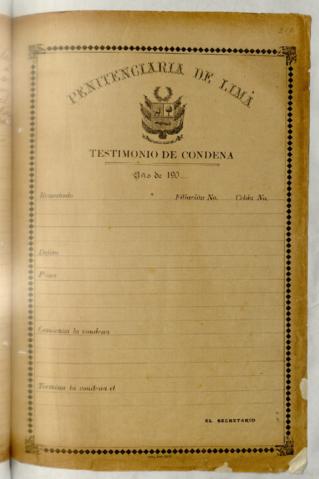 PENITENCIARIA DE LIMA
TESTIMONIO DE CONDENA
Año de 190
Rematado Filiación No. Celda No.
Delito
Pena
Comienza la condena
Termina la condena el
EL SECRETARIO